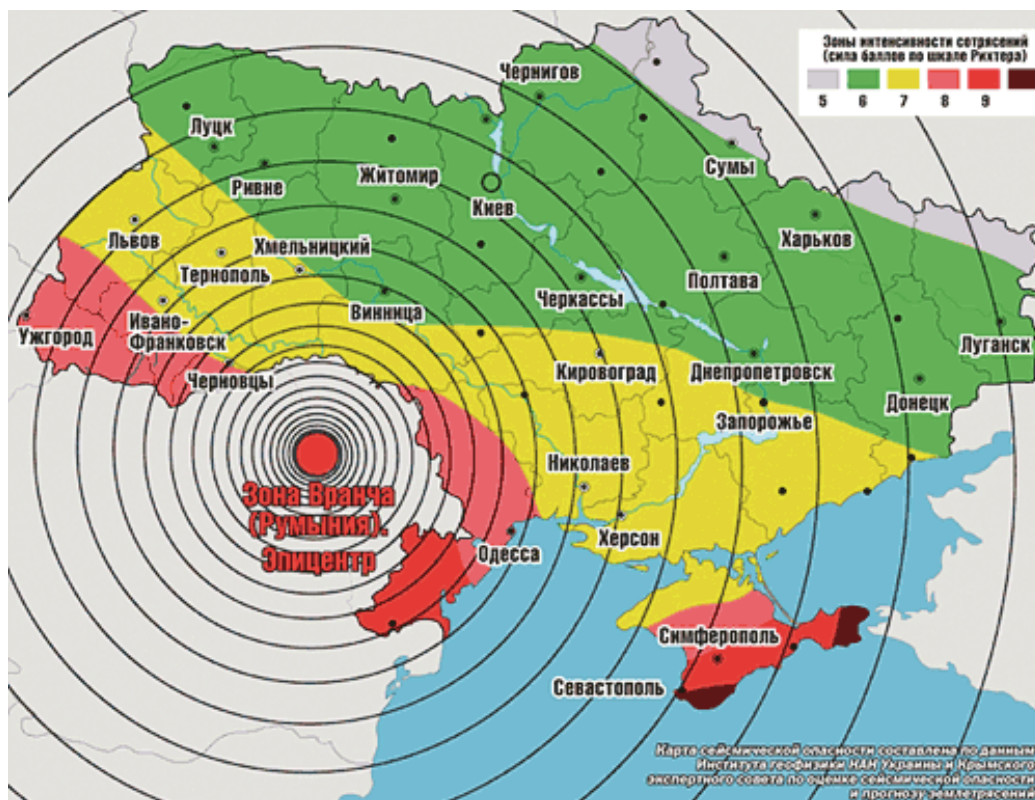 Зоны интенсивности сотрясений
(сила баллов по шкале Рихтера)
5 6 7 8 9
Чернигов
Луцк
Ривне
Житомир
Киев
Сумы
Харьков
Львов
Хмельницкий
Тернополь
Полтава
Черкассы
Винница
Ужгород
Ивано-
Франковск
Черновцы
Кировоград
Днепропетровск
Луганск
Донецк
Запорожье
Николаев
Херсон
Зона Вранча
(Румыния).
Эпицентр
Одесса
Симферополь
Севастополь
Карта сейсмической опасности составлена по данным
Института геофизики НАН Украины и Крымского
экспертного совета по оценке сейсмической опасности
и прогнозу землетрясения